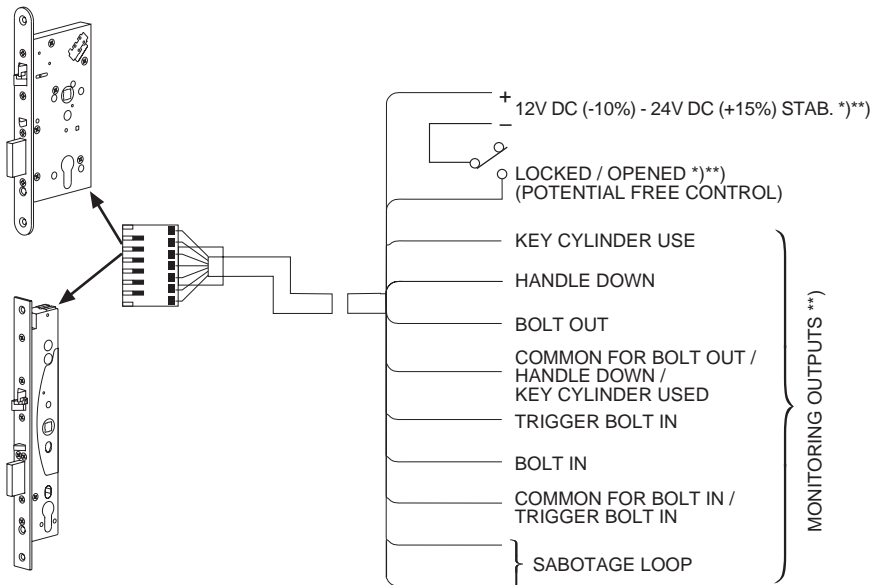 +
12V DC (-10%) - 24V DC (+15%) STAB. *)**)
–
LOCKED / OPENED *)**)
(POTENTIAL FREE CONTROL)
KEY CYLINDER USE
HANDLE DOWN
BOLT OUT
COMMON FOR BOLT OUT /
HANDLE DOWN /
KEY CYLINDER USED
TRIGGER BOLT IN
BOLT IN
COMMON FOR BOLT IN /
TRIGGER BOLT IN
SABOTAGE LOOP
MONITORING OUTPUTS **)